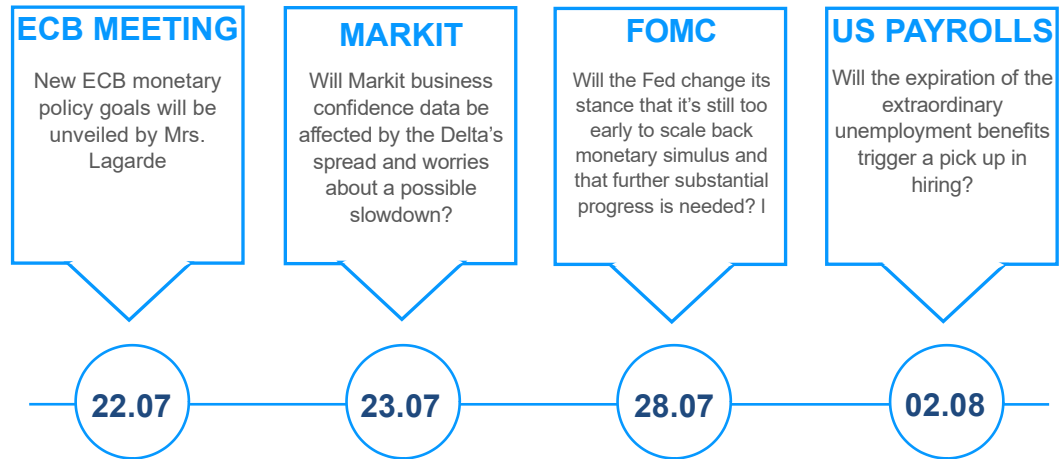 ECB MEETING
New ECB monetary
policy goals will be
unveiled by Mrs.
Lagarde
MARKIT
Will Markit business
confidence data be
affected by the Delta's
spread and worries
about a possible
slowdown?
FOMC
Will the Fed change its
stance that it's still too
early to scale back
monetary simulus and
that further substantial
progress is needed? I
US PAYROLLS
Will the expiration of the
extraordinary
unemployment benefits
trigger a pick up in
hiring?
22.07
23.07
28.07
02.08